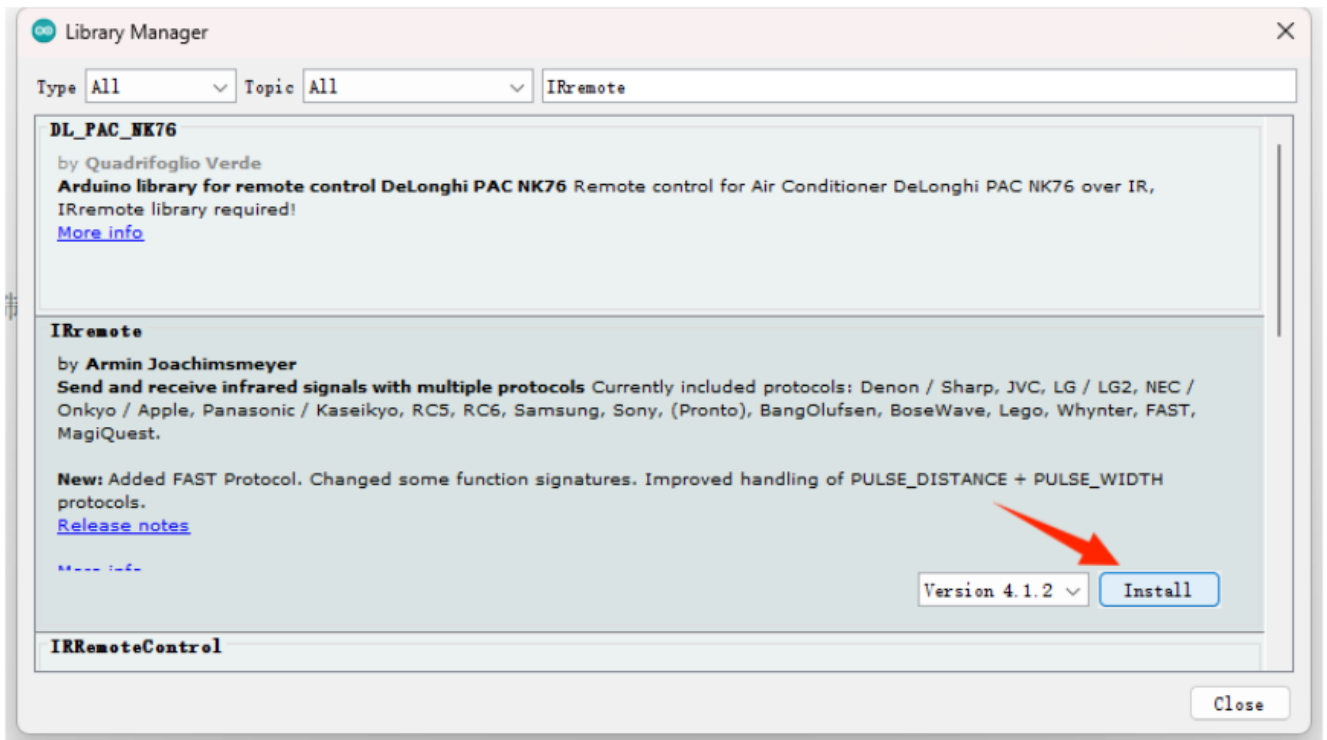 Library Manager
Type All Topic All IRremote
DL_PAC_NK76
by Quadrifoglio Verde
Arduino library for remote control DeLonghi PAC NK76 Remote control for Air Conditioner DeLonghi PAC NK76 over IR,
IRremote library required!
More info
IRremote
by Armin Joachimsmeyer
Send and receive infrared signals with multiple protocols Currently included protocols: Denon / Sharp, JVC, LG / LG2, NEC /
Onkyo / Apple, Panasonic / Kaseikyo, RC5, RC6, Samsung, Sony, (Pronto), BangOlufsen, BoseWave, Lego, Whynter, FAST,
MagiQuest.
New: Added FAST Protocol. Changed some function signatures. Improved handling of PULSE_DISTANCE + PULSE_WIDTH
protocols.
Release notes
More info
Version 4.1.2 Install
IRRemoteControl
Close